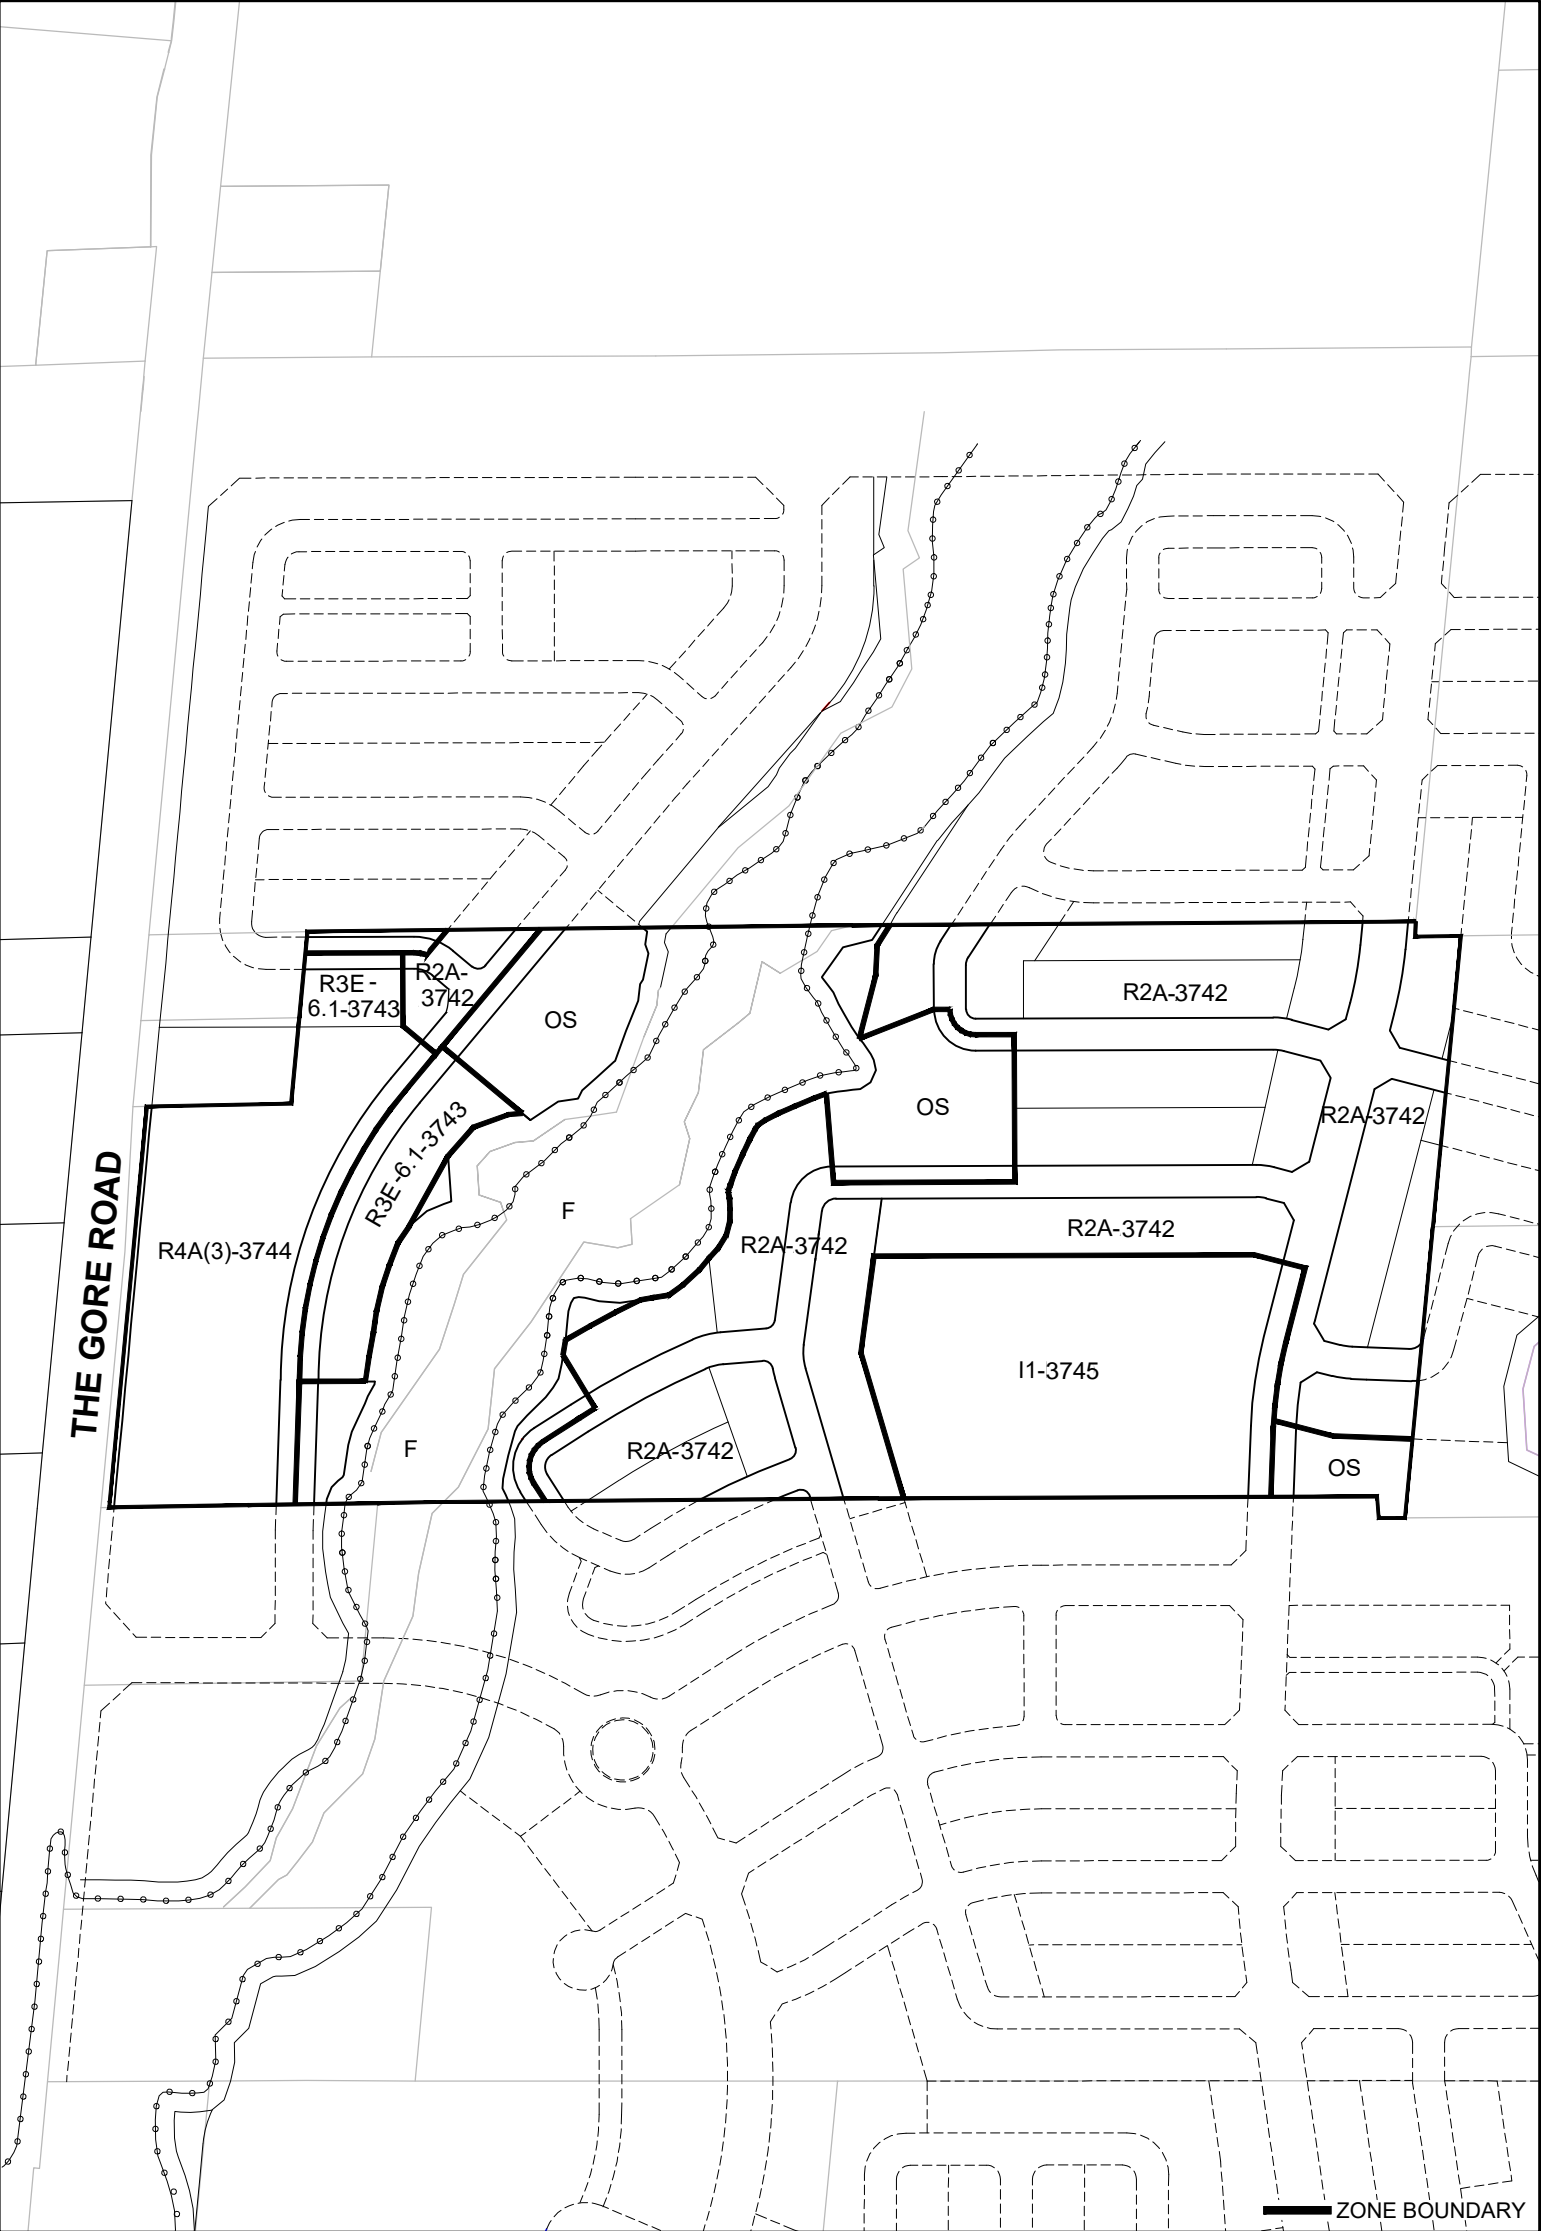 R3E -
6.1-3743
R2A-
3742
OS
R2A-3742
OS
R2A-3742
R3E-6.1-3743
THE GORE ROAD
R4A(3)-3744
F
R2A-3742
R2A-3742
I1-3745
F
R2A-3742
OS
ZONE BOUNDARY